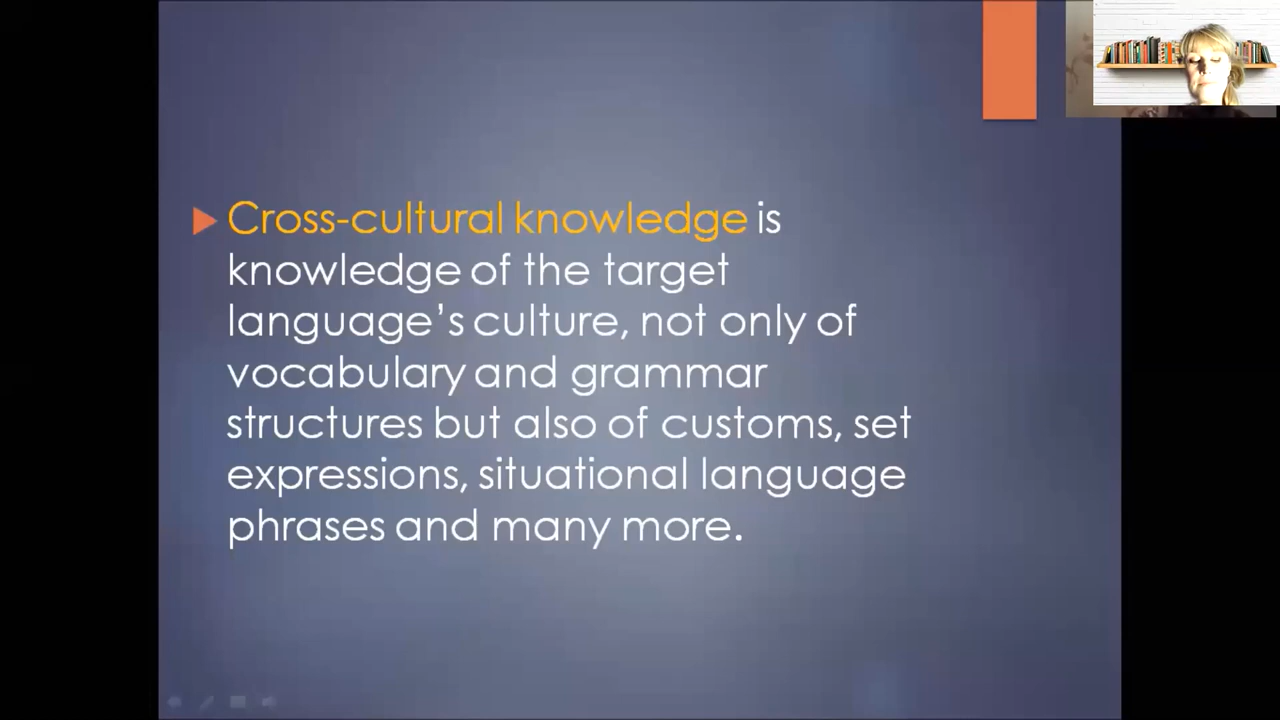 Cross-cultural knowledge is
knowledge of the target
language's culture, not only of
vocabulary and grammar
structures but also of customs, set
expressions, situational language
phrases and many more.